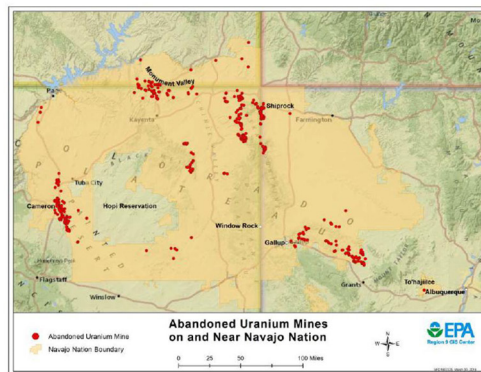 Monument Valley
Page
Shiprock
Farmington
Kayenta
Tuba City
Cameron
Hopi Reservation
Window Rock
Gallup
Flagstaff
Winslow
Grants
To'hajiilee
Albuquerque
Abandoned Uranium Mines
on and Near Navajo Nation
Abandoned Uranium Mine
Navajo Nation Boundary
0 25 50 100 Miles
N
W E
S
EPA
Region 9 GIS Center